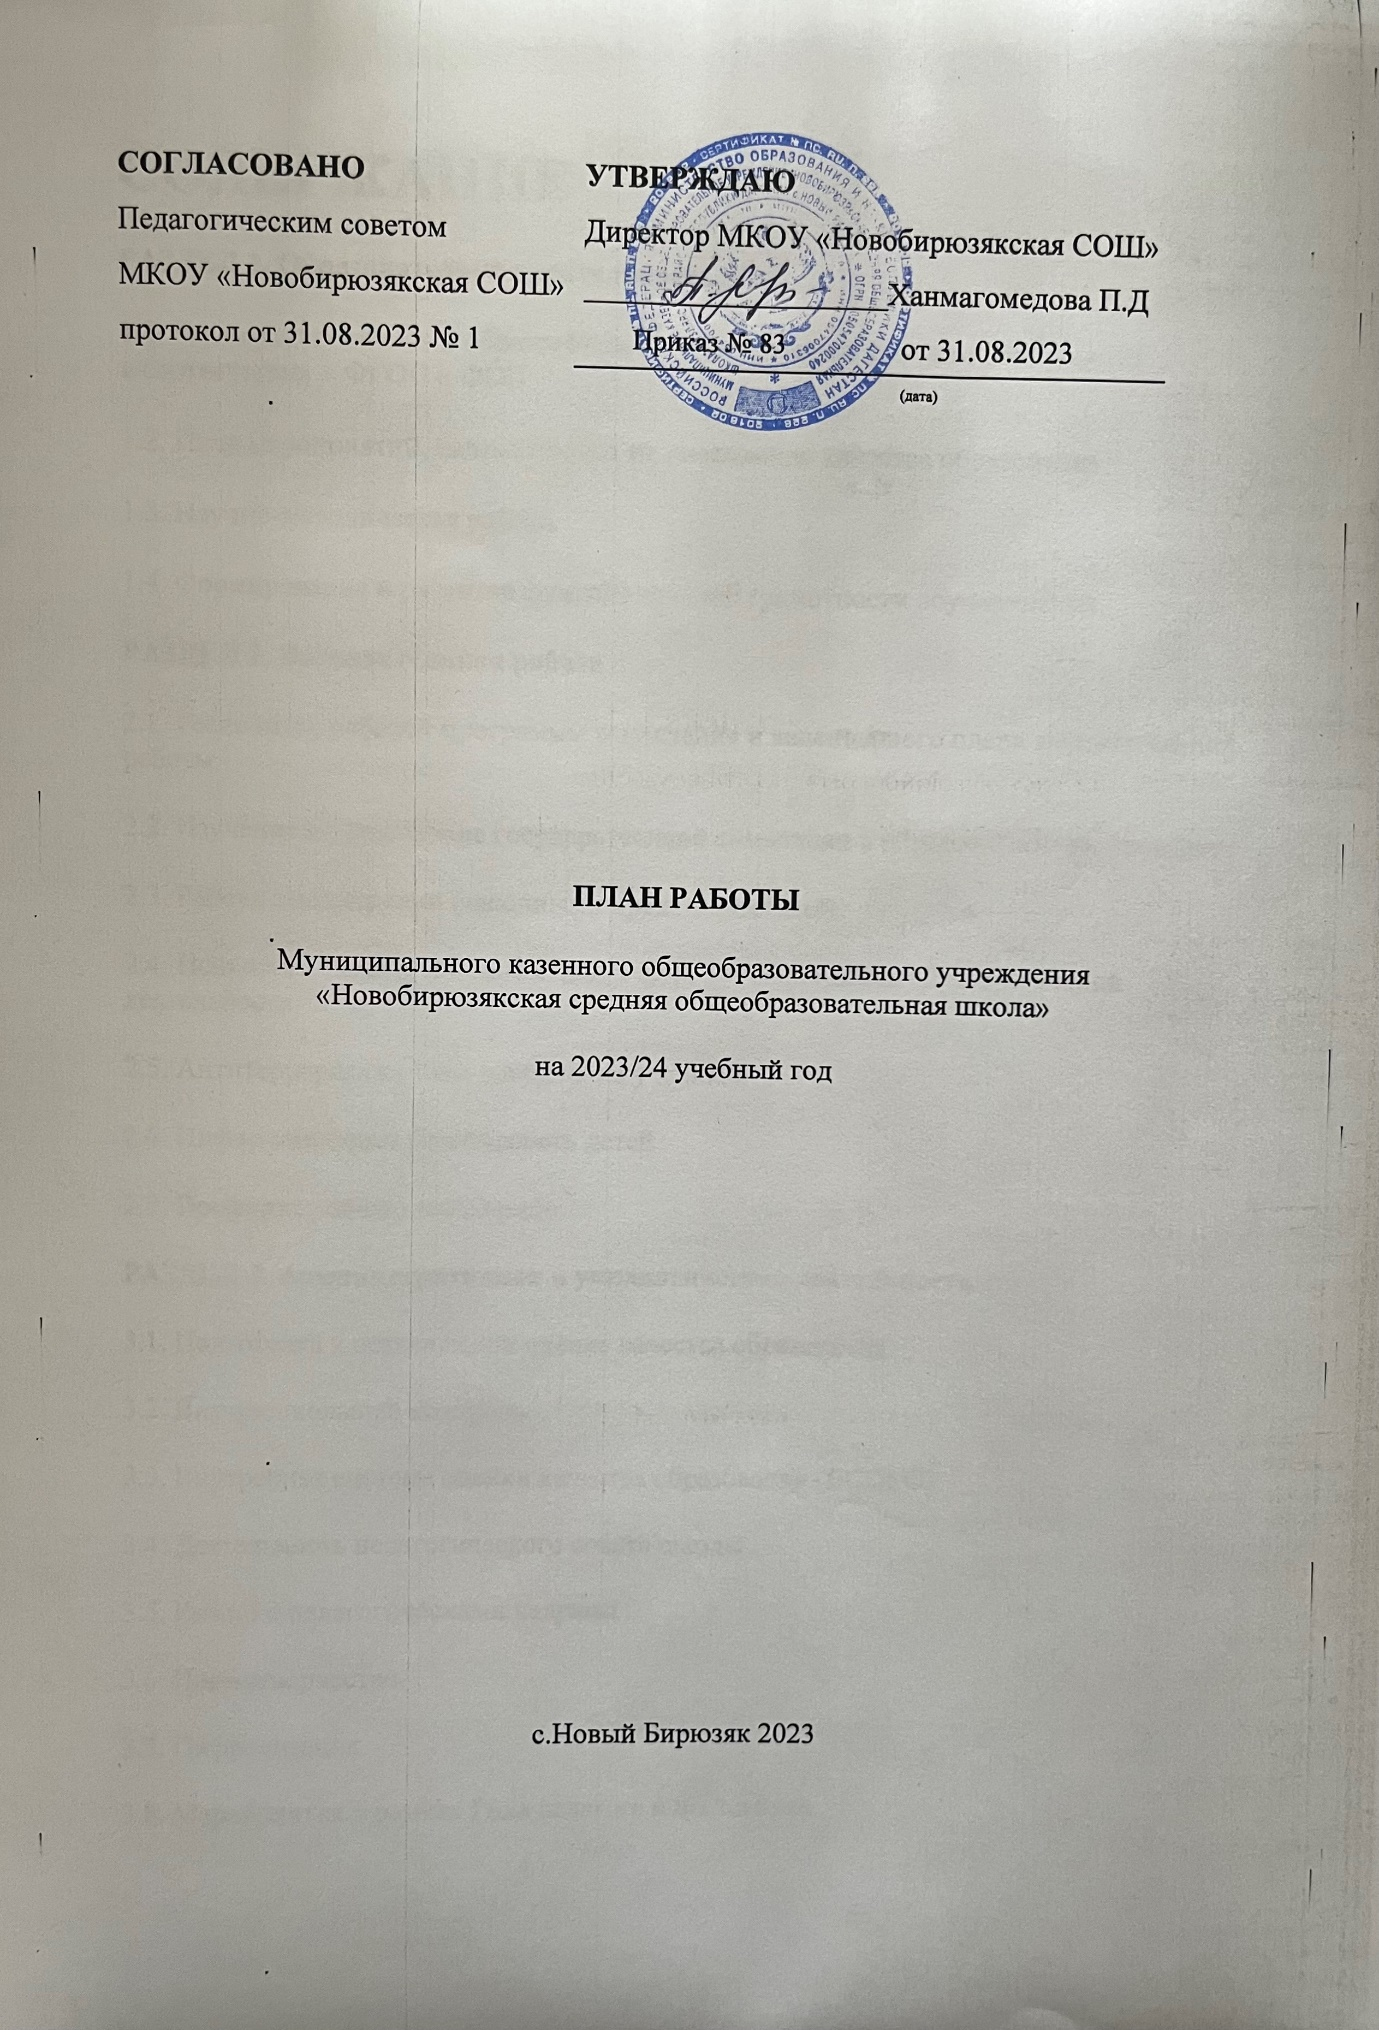 СОГЛАСОВАНО
Педагогическим советом
МКОУ «Новобирюзякская СОШ»
протокол от 31.08.2023 № 1
УТВЕРЖДАЮ
Директор МКОУ «Новобирюзякская СОШ»
Ханмагомедова П.Д
Приказ № 83 от 31.08.2023
(дата)
ПЛАН РАБОТЫ
Муниципального казенного общеобразовательного учреждения
«Новобирюзякская средняя общеобразовательная школа»
на 2023/24 учебный год
с.Новый Бирюзяк 2023